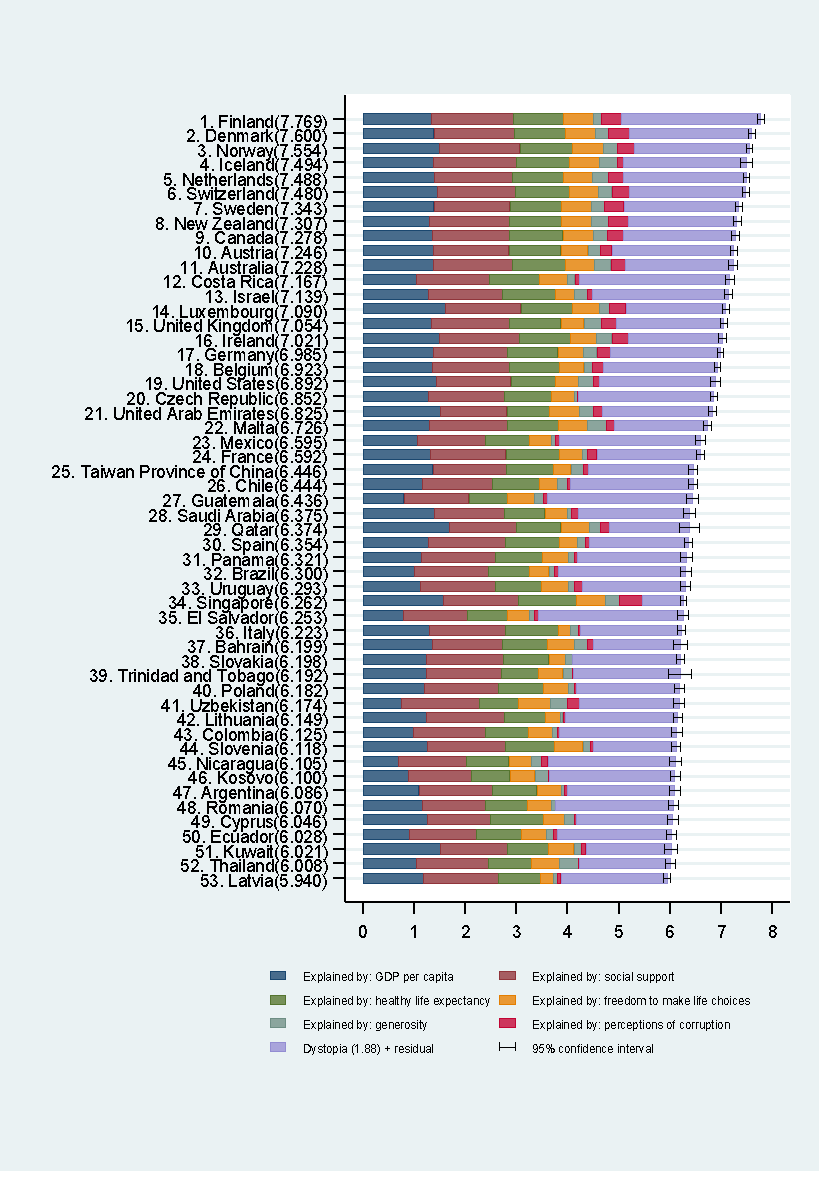 1. Finland(7.769)
2. Denmark(7.600)
3. Norway(7.554)
4. Iceland(7.494)
5. Netherlands(7.488)
6. Switzerland(7.480)
7. Sweden(7.343)
8. New Zealand(7.307)
9. Canada(7.278)
10. Austria(7.246)
11. Australia(7.228)
12. Costa Rica(7.167)
13. Israel(7.139)
14. Luxembourg(7.090)
15. United Kingdom(7.054)
16. Ireland(7.021)
17. Germany(6.985)
18. Belgium(6.923)
19. United States(6.892)
20. Czech Republic(6.852)
21. United Arab Emirates(6.825)
22. Malta(6.726)
23. Mexico(6.595)
24. France(6.592)
25. Taiwan Province of China(6.446)
26. Chile(6.444)
27. Guatemala(6.436)
28. Saudi Arabia(6.375)
29. Qatar(6.374)
30. Spain(6.354)
31. Panama(6.321)
32. Brazil(6.300)
33. Uruguay(6.293)
34. Singapore(6.262)
35. El Salvador(6.253)
36. Italy(6.223)
37. Bahrain(6.199)
38. Slovakia(6.198)
39. Trinidad and Tobago(6.192)
40. Poland(6.182)
41. Uzbekistan(6.174)
42. Lithuania(6.149)
43. Colombia(6.125)
44. Slovenia(6.118)
45. Nicaragua(6.105)
46. Kosovo(6.100)
47. Argentina(6.086)
48. Romania(6.070)
49. Cyprus(6.046)
50. Ecuador(6.028)
51. Kuwait(6.021)
52. Thailand(6.008)
53. Latvia(5.940)
0 1 2 3 4 5 6 7 8
Explained by: GDP per capita Explained by: social support
Explained by: healthy life expectancy Explained by: freedom to make life choices
Explained by: generosity Explained by: perceptions of corruption
Dystopia (1.88) + residual 95% confidence interval